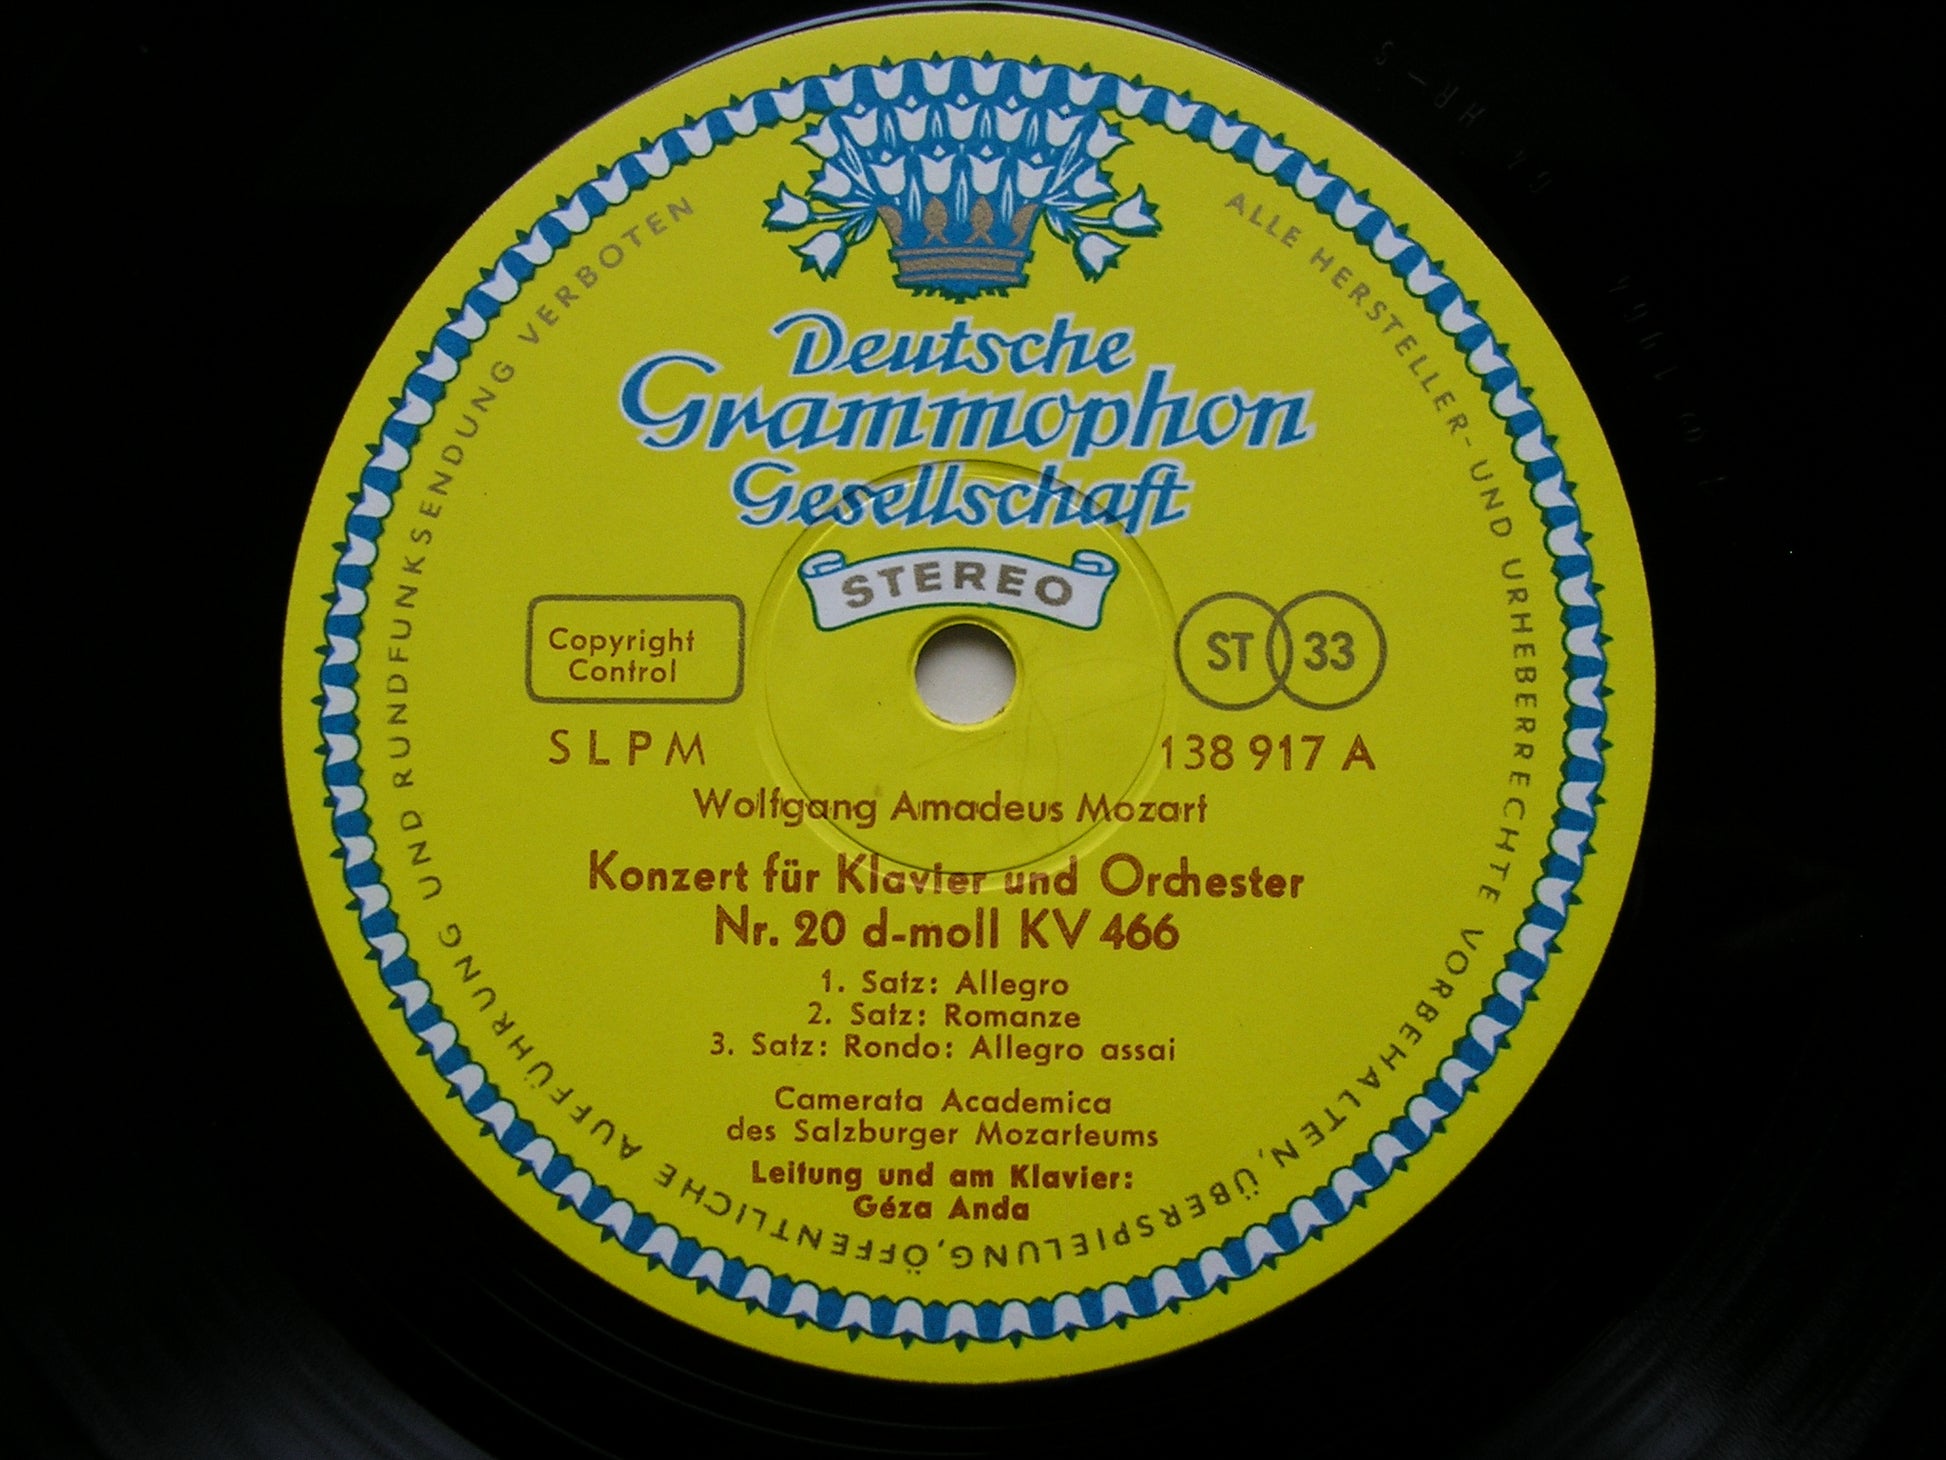 Deutsche
Grammophon
Gesellschaft
STEREO
Copyright
Control
ST 33
SLPM
138 917 A
Wolfgang Amadeus Mozart
Konzert für Klavier und Orchester
Nr. 20 d-moll KV 466
1. Satz: Allegro
2. Satz: Romanze
3. Satz: Rondo: Allegro assai
Camerata Academica
des Salzburger Mozarteums
Leitung und am Klavier:
Géza Anda
ALLE HERSTELLER- UND URHEBERRECHTE VORBEHALTEN, ÜBERSPIELUNG, ÖFFENTLICHE AUFFÜHRUNG UND RUNDFUNKSENDUNG VERBOTEN